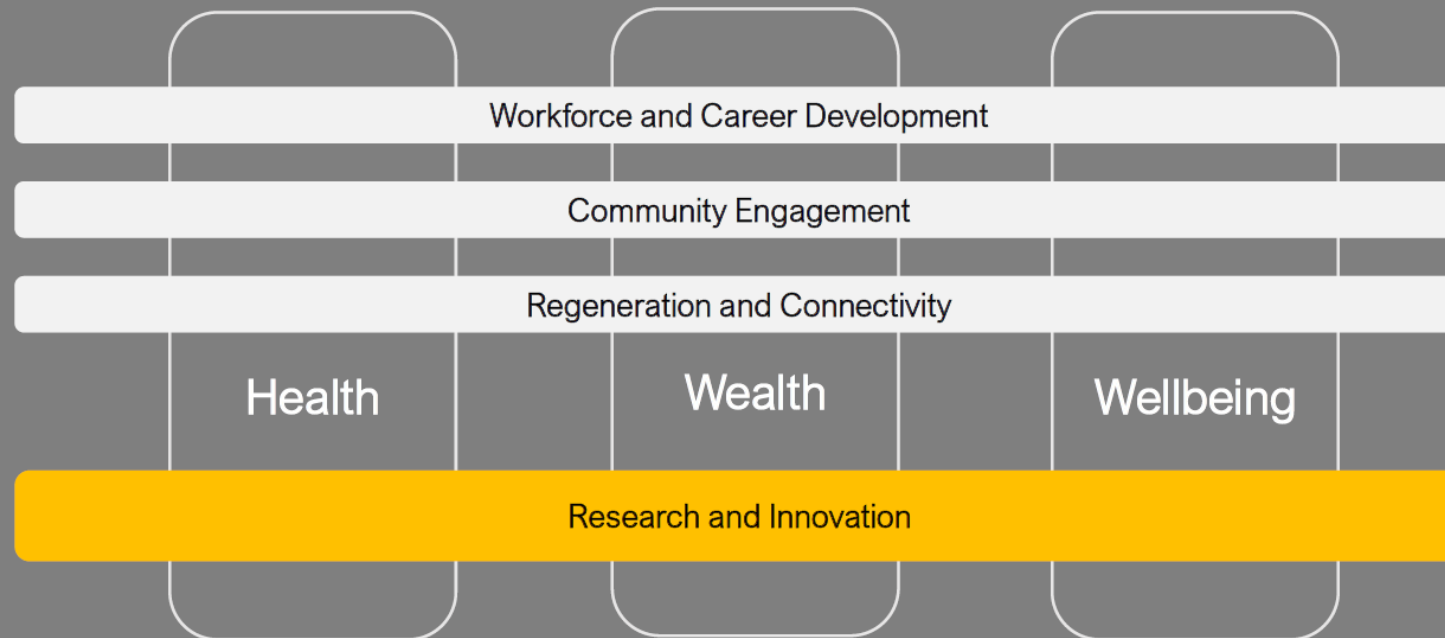 Workforce and Career Development
Community Engagement
Regeneration and Connectivity
Health
Wealth
Wellbeing
Research and Innovation